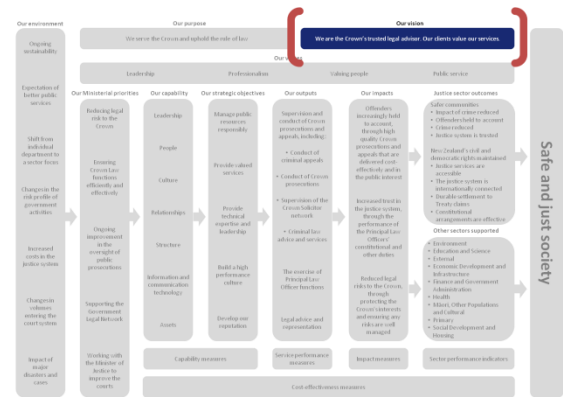 Our environment
Our purpose
Our vision
We serve the Crown and uphold the rule of law
We are the Crown's trusted legal advisor. Our clients value our services.
Leadership
Professionalism
Valuing people
Public service
Ongoing
sustainability
Expectation of
better public
services
Shift from
individual
department to
a sector focus
Changes in the
risk profile of
government
activities
Increased
costs in the
justice system
Changes in
volumes
entering the
court system
Impact of
major
disasters and
cases
Our Ministerial priorities
Reducing legal
risk to the
Crown
Ensuring
Crown Law
functions
efficiently and
effectively
Ongoing
improvement
in the
oversight of
public
prosecutions
Supporting the
Government
Legal Network
Working with
the Minister of
Justice to
improve the
courts
Our capability
Leadership
People
Culture
Relationships
Structure
Information and
communication
technology
Assets
Our strategic objectives
Manage public
resources
responsibly
Provide valued
services
Provide
technical
expertise and
leadership
Build a high
performance
culture
Develop our
reputation
Our outputs
Supervision and
conduct of Crown
prosecutions and
appeals, including:
• Conduct of
criminal appeals
• Conduct of Crown
prosecutions
• Supervision of the
Crown Solicitor
network
• Criminal law
advice and services
The exercise of
Principal Law
Officer functions
Legal advice and
representation
Our impacts
Offenders
increasingly held
to account,
through high
quality Crown
prosecutions and
appeals that are
delivered cost-
effectively and in
the public interest
Increased trust in
the justice system,
through the
performance of
the Principal Law
Officers'
constitutional and
other duties
Reduced legal
risks to the Crown,
through
protecting the
Crown's interests
and ensuring any
risks are well
managed
Justice sector outcomes
Safer communities
• Impact of crime reduced
• Offenders held to account
• Crime reduced
• Justice system is trusted
New Zealand's civil and
democratic rights maintained
• Justice services are
accessible
• The justice system is
internationally connected
• Durable settlement to
Treaty claims
• Constitutional
arrangements are effective
Other sectors supported
• Environment
• Education and Science
• External
• Economic Development and
Infrastructure
• Finance and Government
Administration
• Health
• Māori, Other Populations
and Cultural
• Primary
• Social Development and
Housing
Safe and just society
Capability measures
Service performance
measures
Impact measures
Sector performance indicators
Cost-effectiveness measures